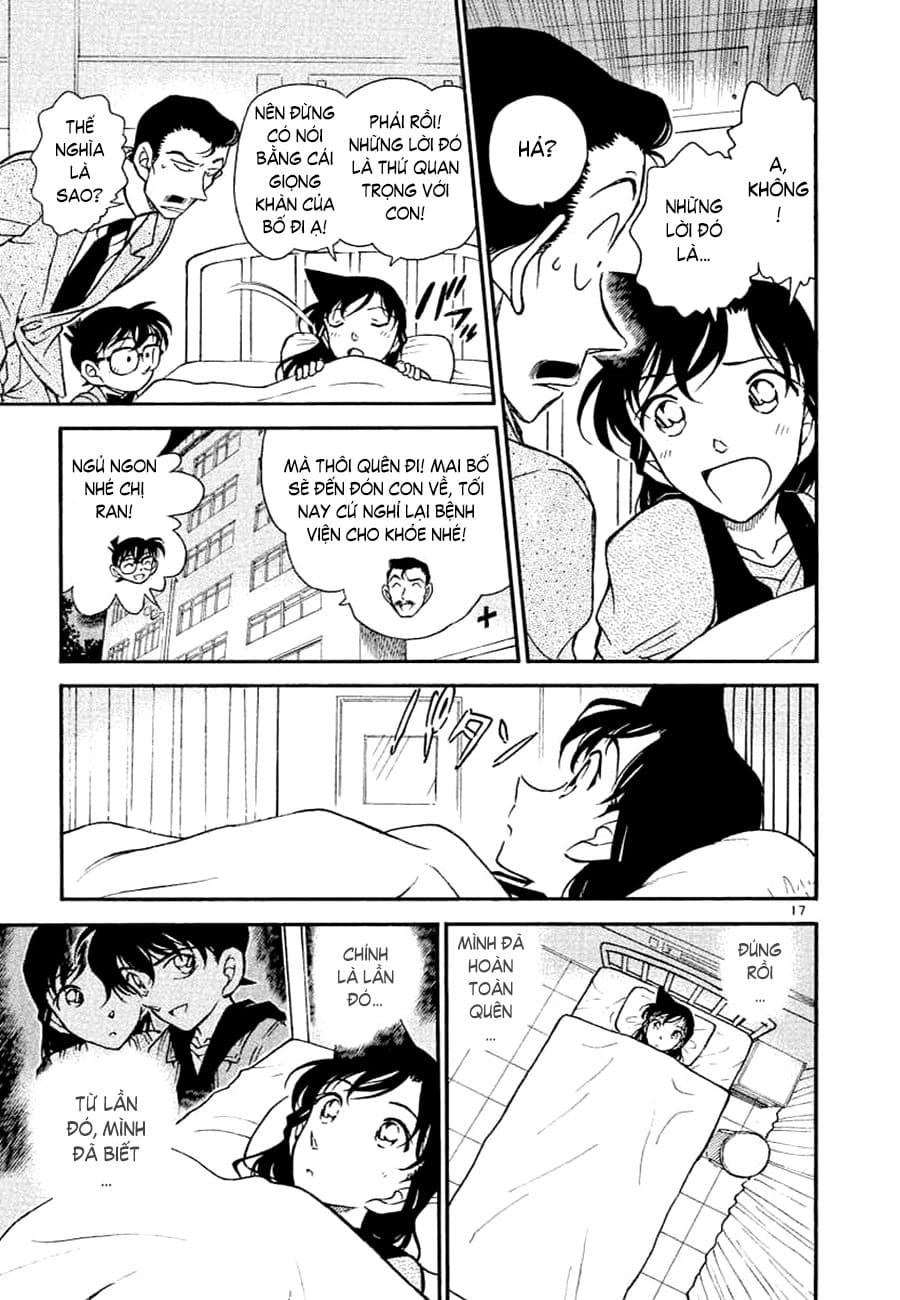 A,
KHÔNG
!
NHỮNG
LỜI ĐÓ
LÀ...
HẢ?
PHẢI RỒI!
NHỮNG LỜI ĐÓ
LÀ THỨ QUAN
TRỌNG VỚI
CON!
NÊN ĐỪNG
CÓ NÓI
BẰNG CÁI
GIỌNG
KHÀN CỦA
BỐ ĐI Ạ!
THẾ
NGHĨA
LÀ
SAO?
MÀ THÔI QUÊN ĐI! MAI BỐ
SẼ ĐẾN ĐÓN CON VỀ, TỐI
NAY CỨ NGHỈ LẠI BỆNH
VIỆN CHO KHỎE NHÉ!
NGỦ NGON
NHÉ CHỊ
RAN!
バタン
17
ĐÚNG
RỒI
...
MÌNH ĐÃ
HOÀN
TOÀN
QUÊN
...
CHÍNH
LÀ LẦN
ĐÓ...
TỪ LẦN
ĐÓ, MÌNH
ĐÃ BIẾT
...